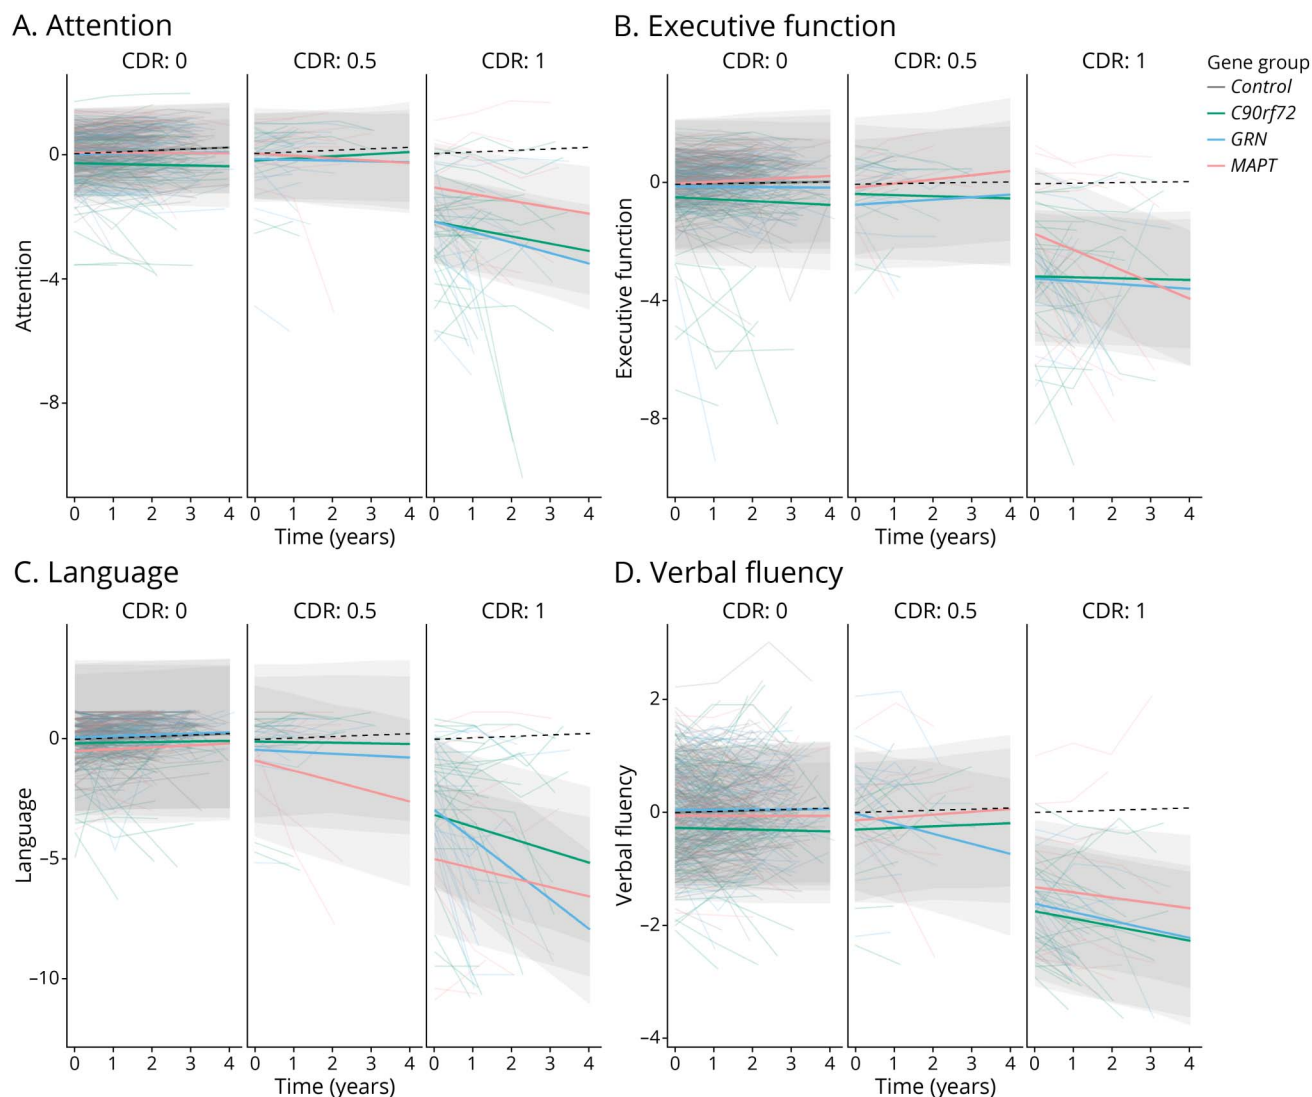 A. Attention
CDR: 0 CDR: 0.5 CDR: 1
Attention
0
−4
−8
0 1 2 3 4 0 1 2 3 4 0 1 2 3 4
Time (years)
B. Executive function
CDR: 0 CDR: 0.5 CDR: 1
Executive function
0
−4
−8
0 1 2 3 4 0 1 2 3 4 0 1 2 3 4
Time (years)
Gene group
Control
C90rf72
GRN
MAPT
C. Language
CDR: 0 CDR: 0.5 CDR: 1
Language
0
−5
−10
0 1 2 3 4 0 1 2 3 4 0 1 2 3 4
Time (years)
D. Verbal fluency
CDR: 0 CDR: 0.5 CDR: 1
Verbal fluency
2
0
−2
−4
0 1 2 3 4 0 1 2 3 4 0 1 2 3 4
Time (years)